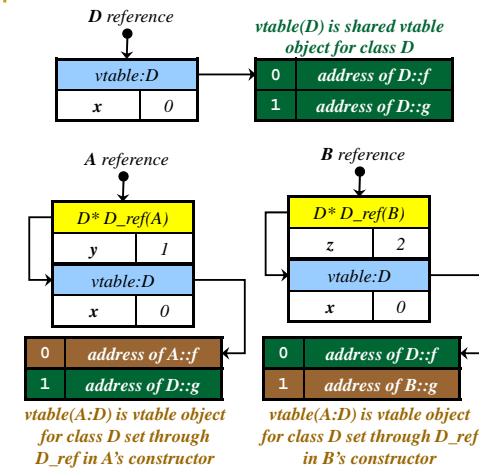 D reference
vtable(D) is shared vtable
object for class D
vtable:D
x 0
0 address of D::f
1 address of D::g
A reference
D* D_ref(A)
y 1
vtable:D
x 0
0 address of A::f
1 address of D::g
vtable(A:D) is vtable object
for class D set through
D_ref in A's constructor
B reference
D* D_ref(B)
z 2
vtable:D
x 0
0 address of D::f
1 address of B::g
vtable(A:D) is vtable object
for class D set through D_ref
in B's constructor